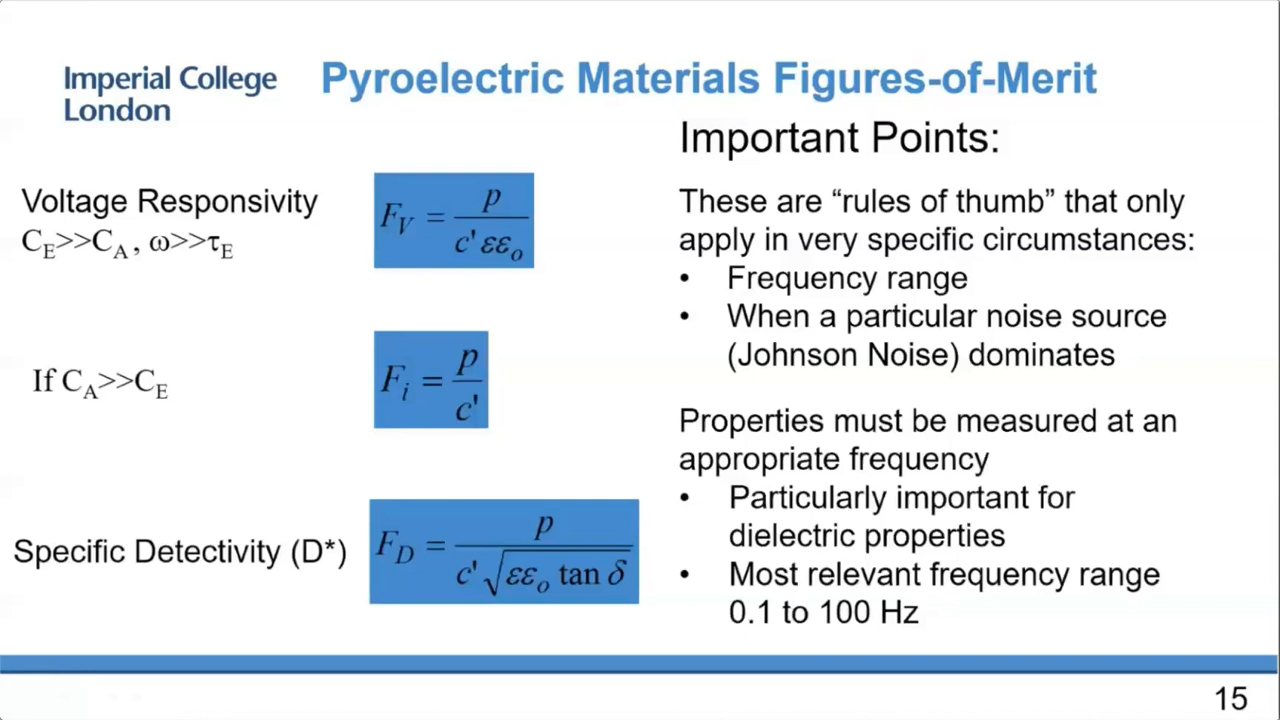 Imperial College
London
Pyroelectric Materials Figures-of-Merit
Voltage Responsivity
C_E>>C_A , ω>>τ_E
F_V = p / c' εε_o
If C_A>>C_E
F_i = p / c'
Specific Detectivity (D*)
F_D = p / c' √εε_o tan δ
Important Points:
These are “rules of thumb” that only
apply in very specific circumstances:
• Frequency range
• When a particular noise source
(Johnson Noise) dominates
Properties must be measured at an
appropriate frequency
• Particularly important for
dielectric properties
• Most relevant frequency range
0.1 to 100 Hz
15